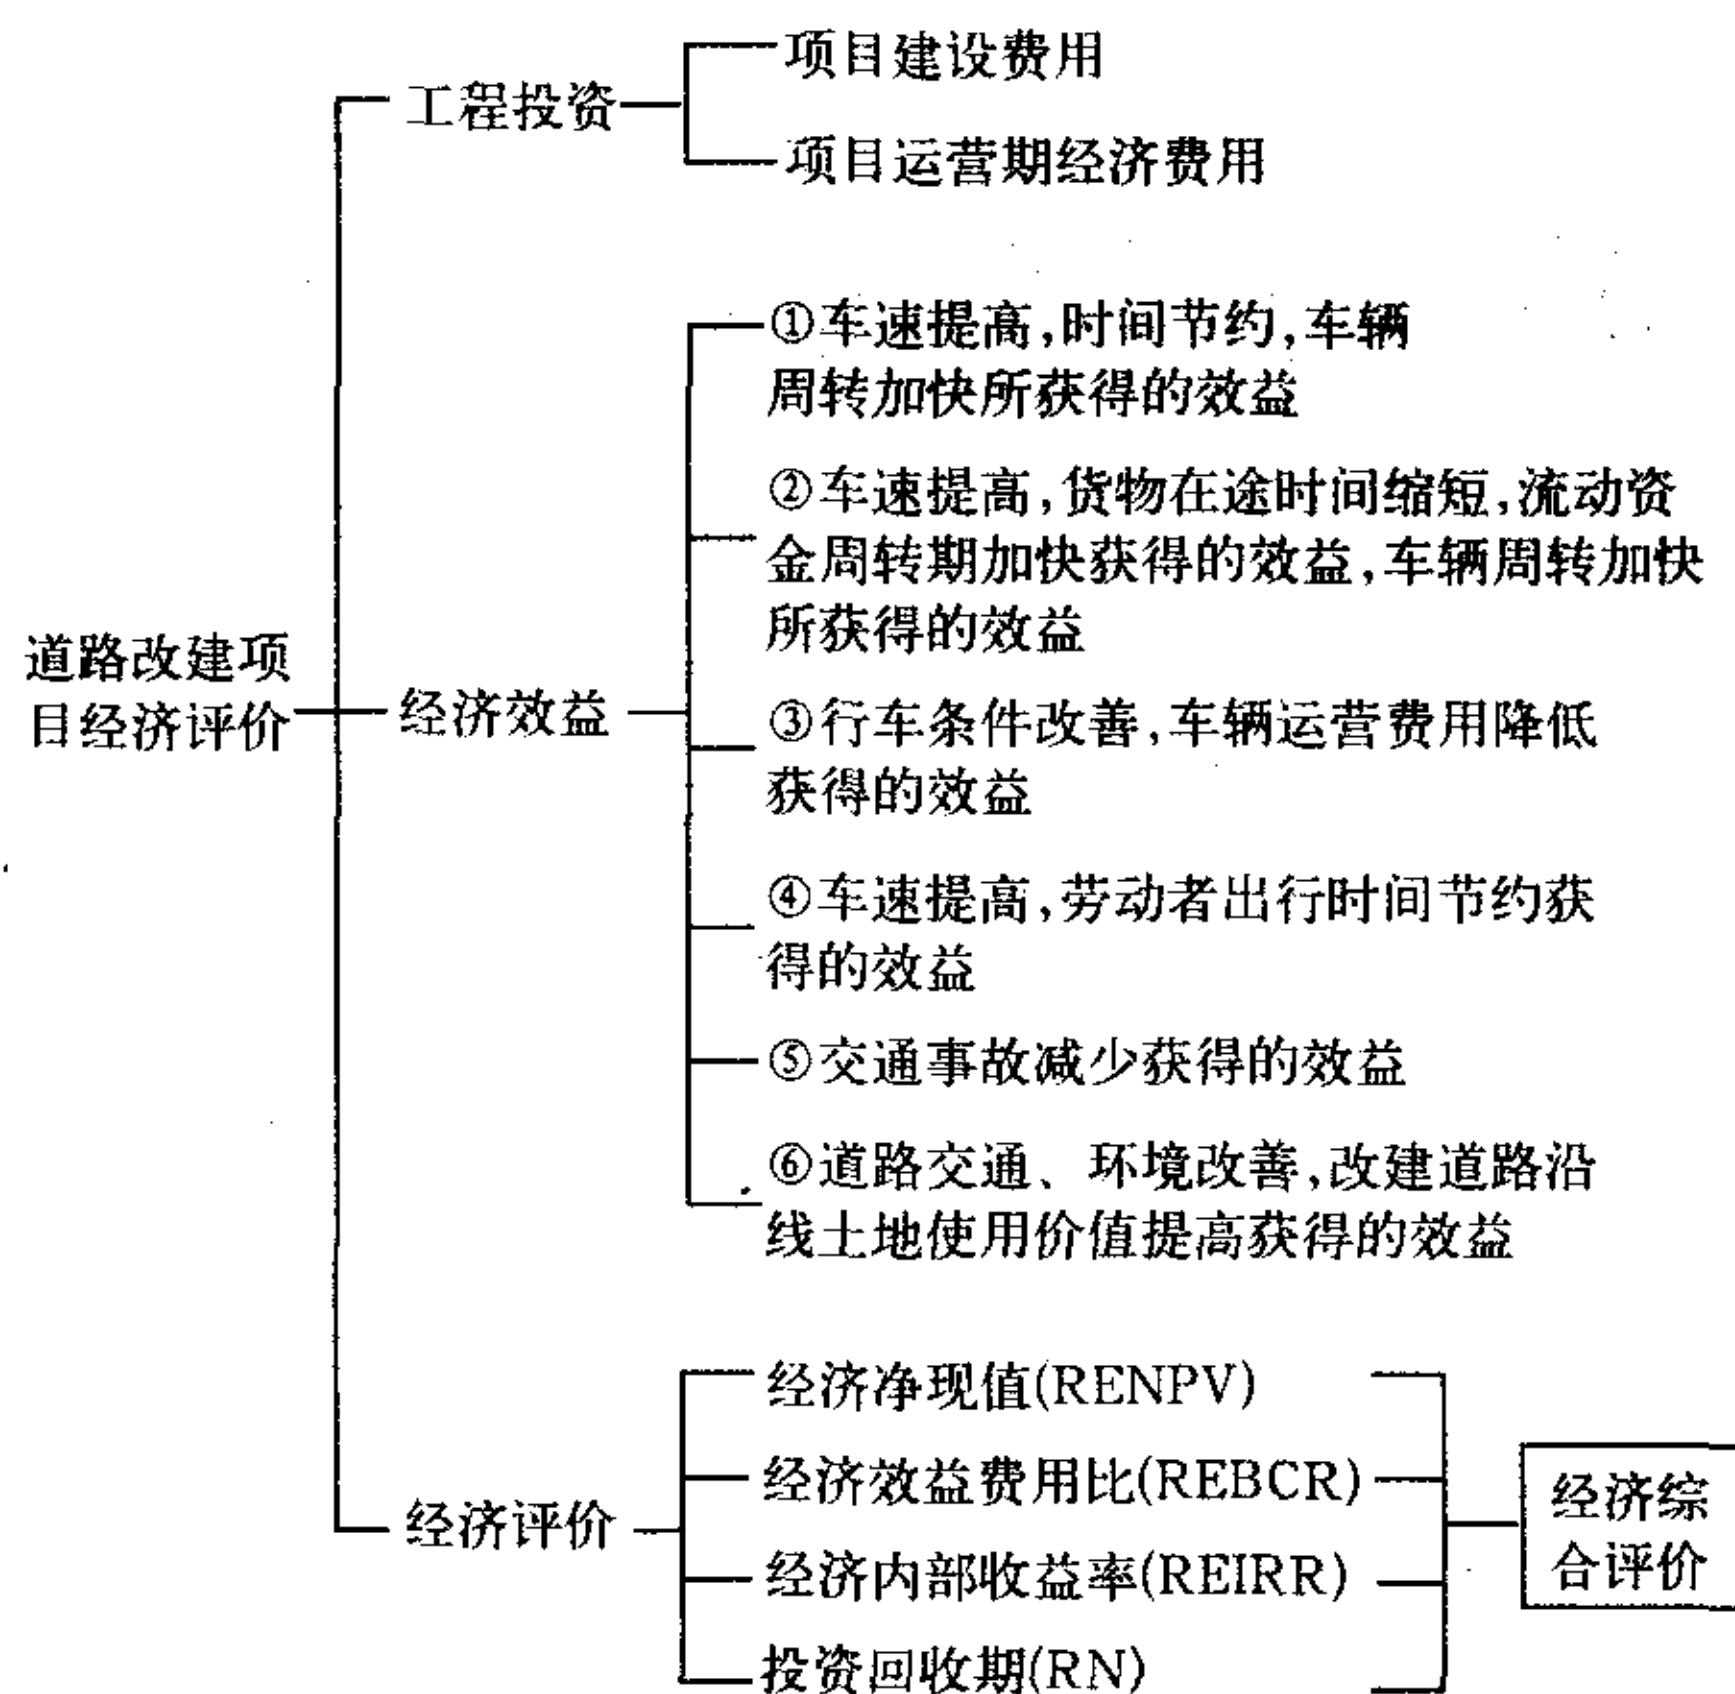 道路改建项
目经济评价
工程投资
项目建设费用
项目运营期经济费用
经济效益
①车速提高,时间节约,车辆
周转加快所获得的效益
②车速提高,货物在途时间缩短,流动资
金周转期加快获得的效益,车辆周转加快
所获得的效益
③行车条件改善,车辆运营费用降低
获得的效益
④车速提高,劳动者出行时间节约获
得的效益
⑤交通事故减少获得的效益
⑥道路交通、环境改善,改建道路沿
线土地使用价值提高获得的效益
经济评价
经济净现值(RENPV)
经济效益费用比(REBCR)
经济内部收益率(REIRR)
投资回收期(RN)
经济综
合评价